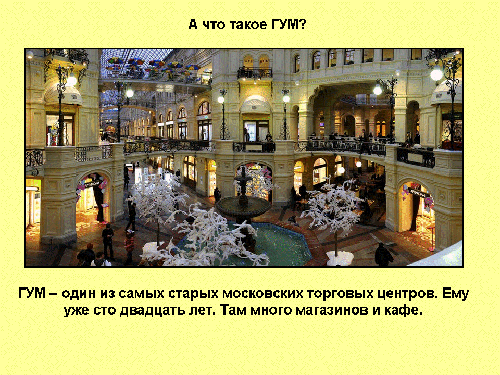 А что такое ГУМ?
ГУМ – один из самых старых московских торговых центров. Ему
уже сто двадцать лет. Там много магазинов и кафе.